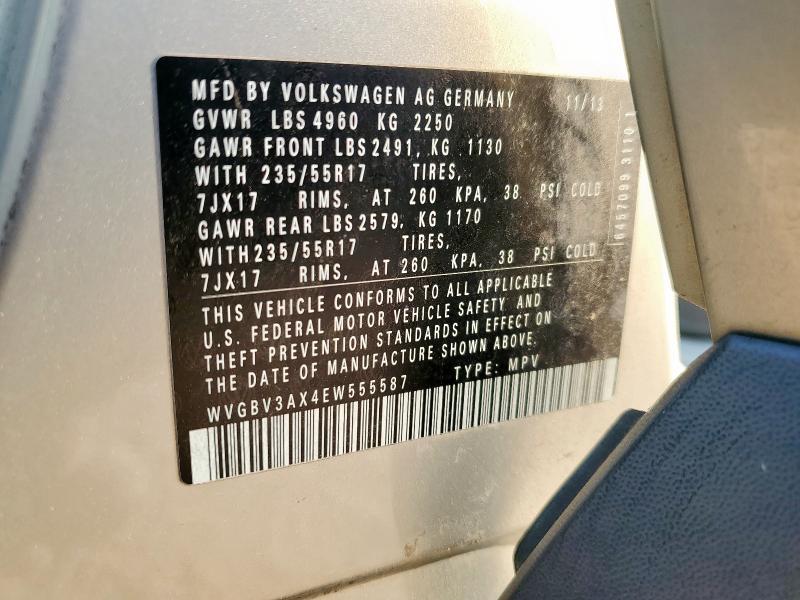 MFD BY VOLKSWAGEN AG GERMANY 11/13
GVWR LBS 4960 KG 2250
GAWR FRONT LBS 2491, KG 1130
WITH 235/55R17 TIRES,
7JX17 RIMS, AT 260 KPA, 38 PSI COLD
GAWR REAR LBS 2579, KG 1170
WITH 235/55R17 TIRES,
7JX17 RIMS, AT 260 KPA, 38 PSI COLD
THIS VEHICLE CONFORMS TO ALL APPLICABLE
U.S. FEDERAL MOTOR VEHICLE SAFETY AND
THEFT PREVENTION STANDARDS IN EFFECT ON
THE DATE OF MANUFACTURE SHOWN ABOVE.
WVGBV3AX4EW555587 TYPE: MPV
6457099 3110 1